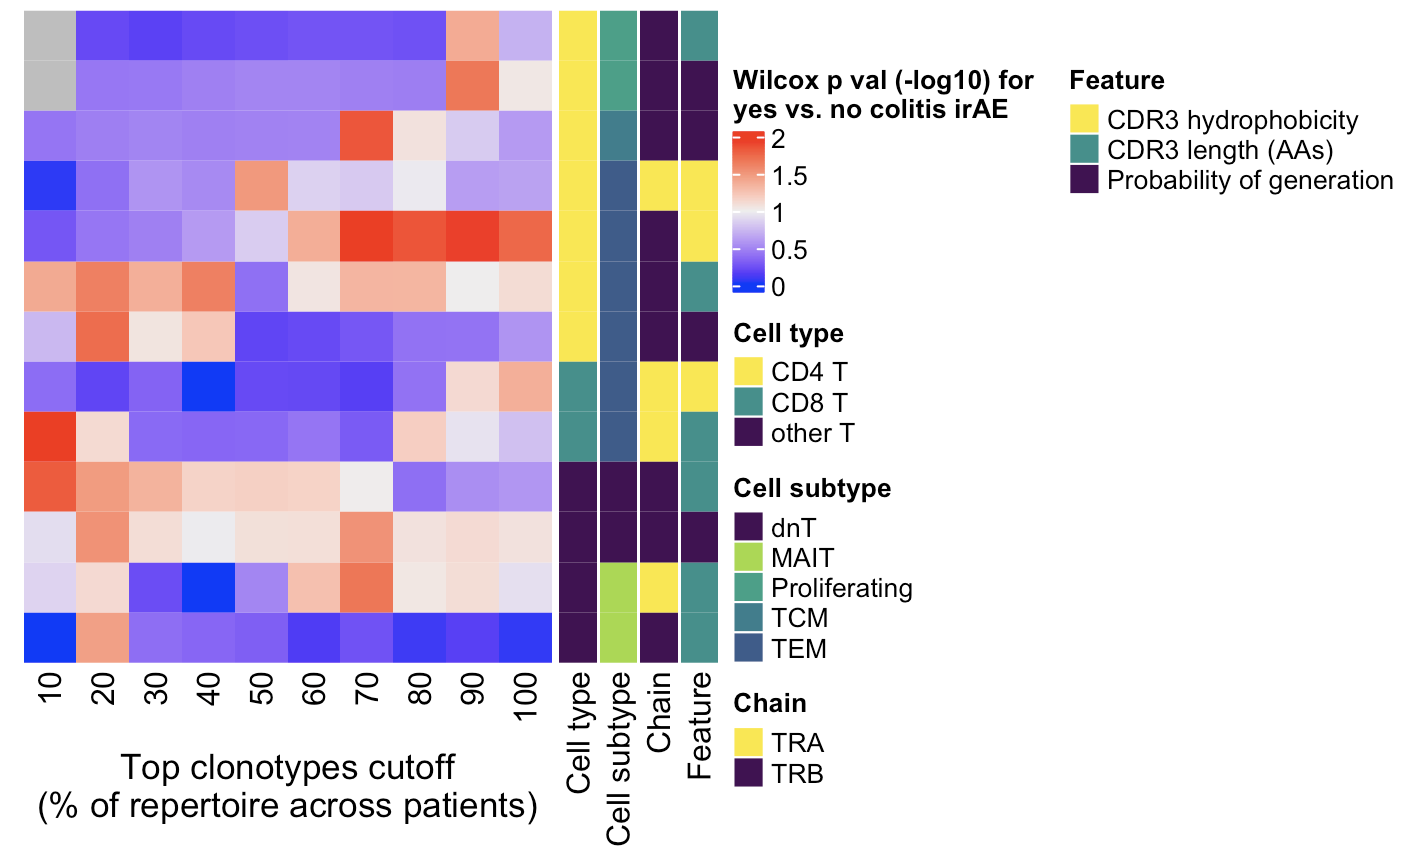 Wilcox p val (-log10) for
yes vs. no colitis irAE
2
1.5
1
0.5
0
Feature
CDR3 hydrophobicity
CDR3 length (AAs)
Probability of generation
Cell type
CD4 T
CD8 T
other T
Cell subtype
dnT
MAIT
Proliferating
TCM
TEM
Chain
TRA
TRB
10 20 30 40 50 60 70 80 90 100
Cell type
Cell subtype
Chain
Feature
Top clonotypes cutoff
(% of repertoire across patients)